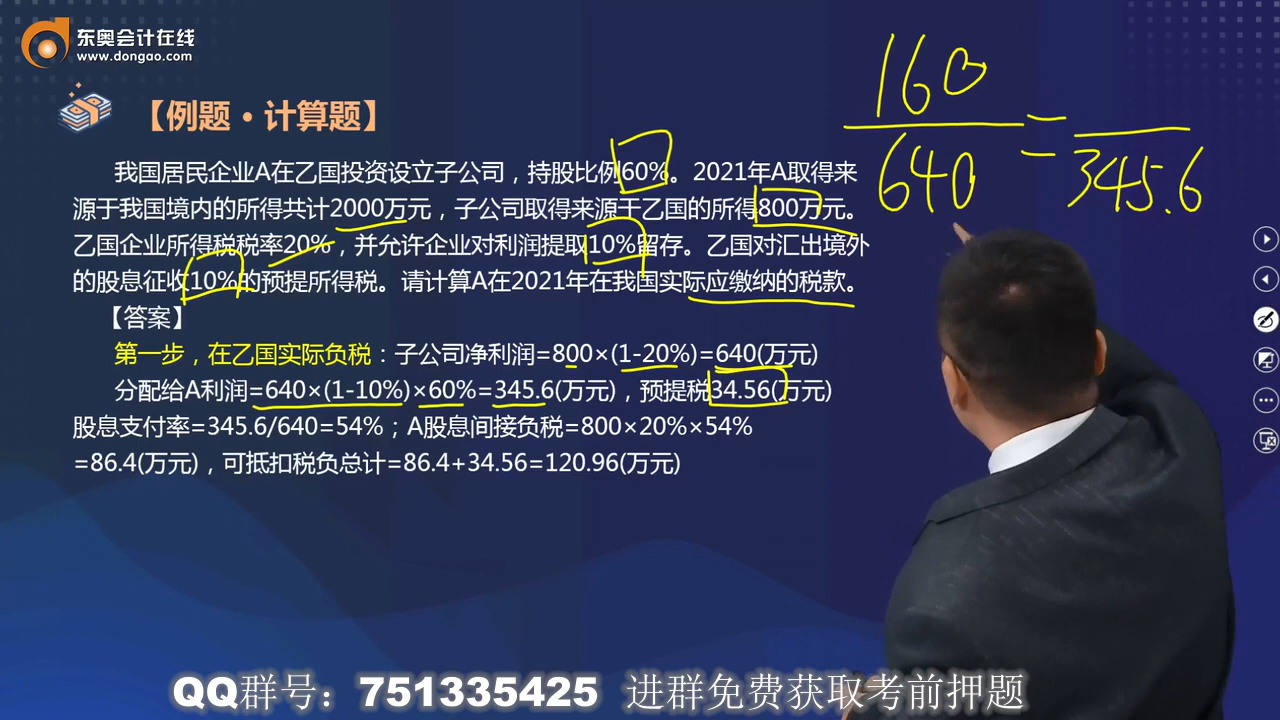 东奥会计在线
www.dongao.com
【例题·计算题】
我国居民企业A在乙国投资设立子公司，持股比例60%。2021年A取得来
源于我国境内的所得共计2000万元，子公司取得来源于乙国的所得800万元。
乙国企业所得税税率20%，并允许企业对利润提取10%留存。乙国对汇出境外
的股息征收10%的预提所得税。请计算A在2021年在我国实际应缴纳的税款。
【答案】
第一步，在乙国实际负税：子公司净利润=800×(1-20%)=640(万元)
分配给A利润=640×(1-10%)×60%=345.6(万元)，预提税34.56(万元)
股息支付率=345.6/640=54%；A股息间接负税=800×20%×54%
=86.4(万元)，可抵扣税负总计=86.4+34.56=120.96(万元)
160
640
=
345.6
QQ群号：751335425 进群免费获取考前押题